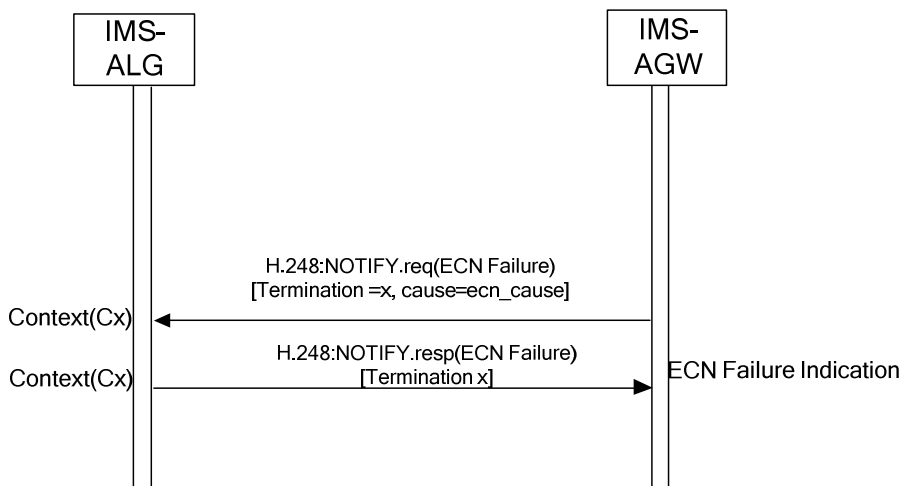 IMS-
ALG
IMS-
AGW
H.248:NOTIFY.req(ECN Failure)
[Termination =x, cause=ecn_cause]
Context(Cx)
H.248:NOTIFY.resp(ECN Failure)
[Termination x]
Context(Cx)
ECN Failure Indication